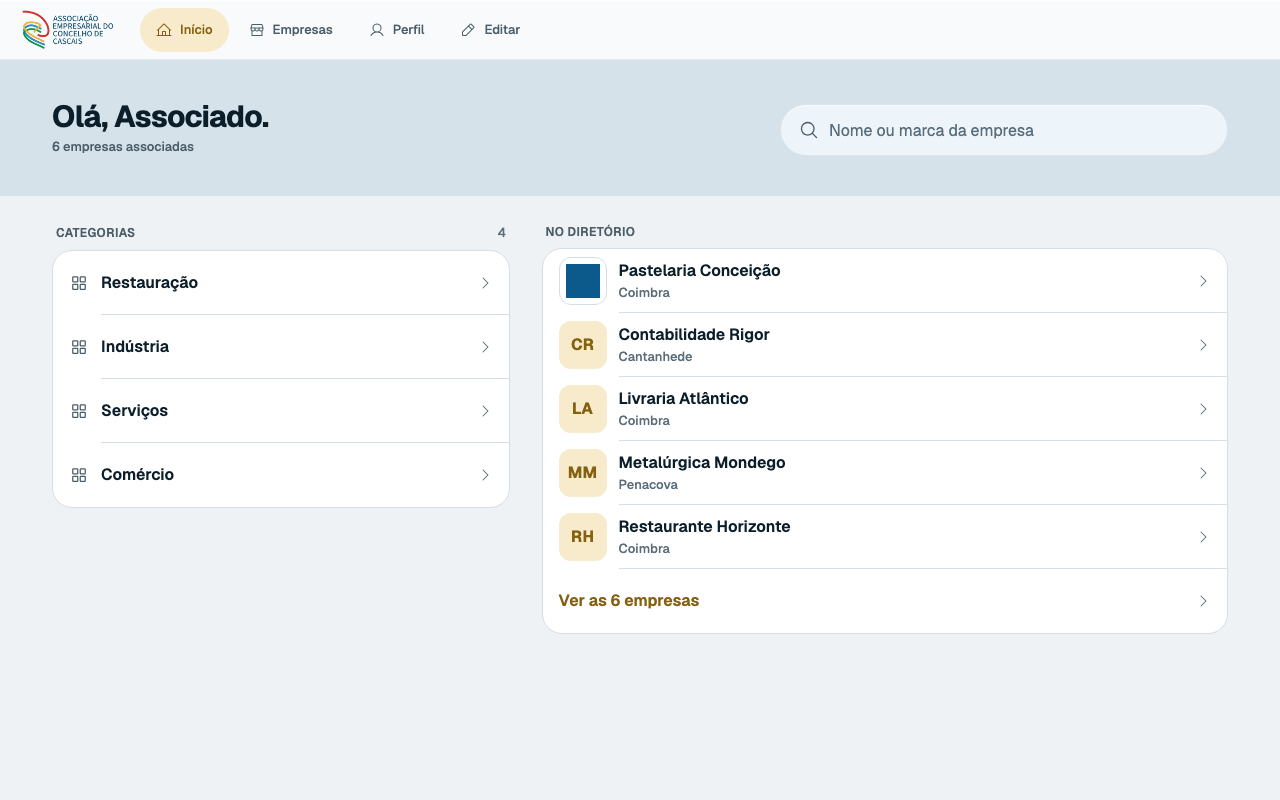 ASSOCIAÇÃO
EMPRESARIAL DO
CONCELHO DE
CASCAIS
Início
Empresas
Perfil
Editar
Olá, Associado.
6 empresas associadas
Nome ou marca da empresa
CATEGORIAS
4
Restauração
Indústria
Serviços
Comércio
NO DIRETÓRIO
Pastelaria Conceição
Coimbra
CR
Contabilidade Rigor
Cantanhede
LA
Livraria Atlântico
Coimbra
MM
Metalúrgica Mondego
Penacova
RH
Restaurante Horizonte
Coimbra
Ver as 6 empresas